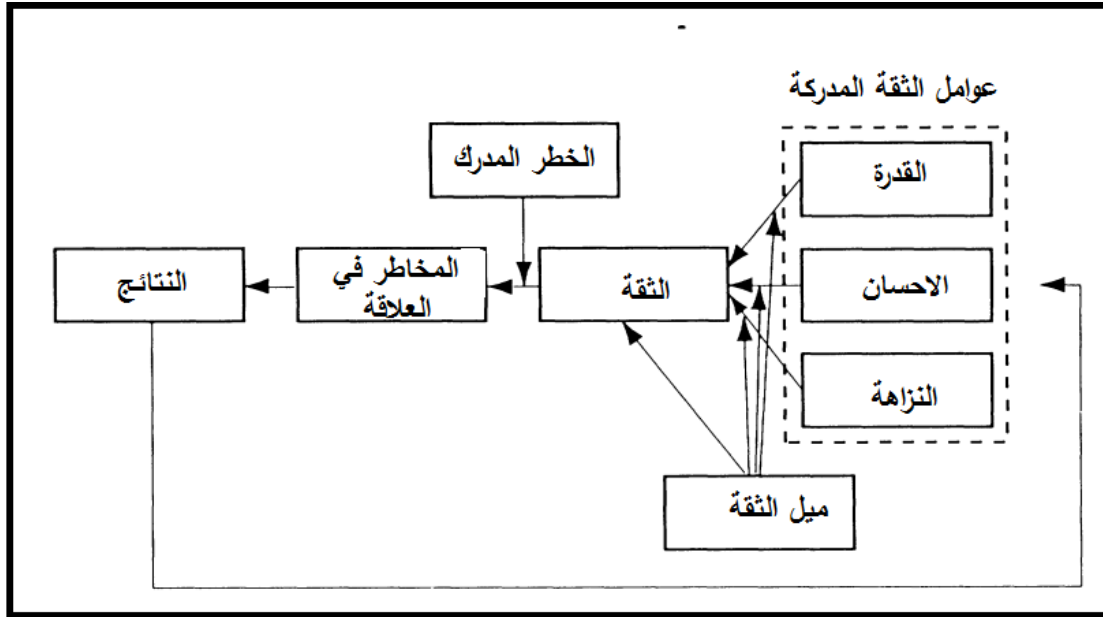 عوامل الثقة المدركة
القدرة
الخطر المدرك
الاحسان
الثقة
المخاطر في
العلاقة
النتائج
النزاهة
ميل الثقة